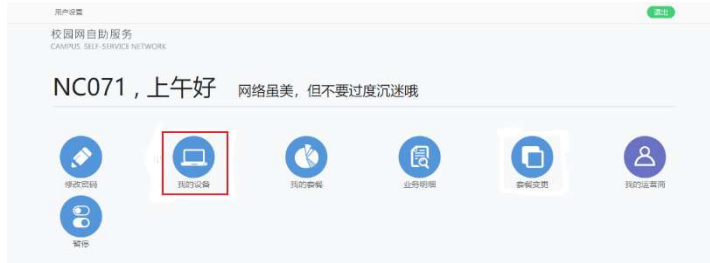 用户设置 退出
校园网自助服务
CAMPUS SELF-SERVICE NETWORK
NC071，上午好 网络虽美，但不要过度沉迷哦
修改密码 我的设备 我的套餐 业务明细 套餐变更 我的运营商
暂停